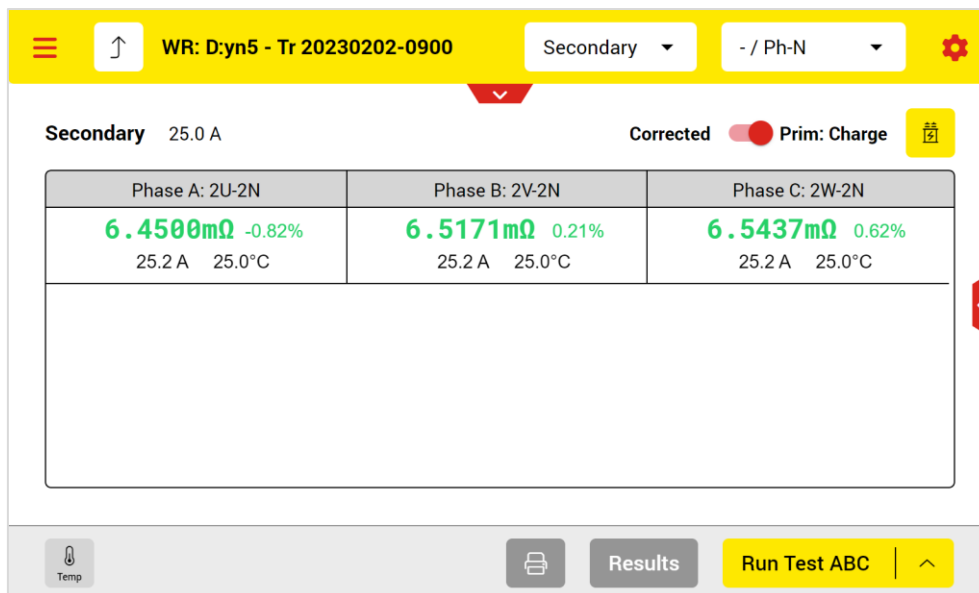 WR: D:yn5 - Tr 20230202-0900 Secondary - / Ph-N
Secondary 25.0 A Corrected Prim: Charge
Phase A: 2U-2N Phase B: 2V-2N Phase C: 2W-2N
6.4500mΩ -0.82% 6.5171mΩ 0.21% 6.5437mΩ 0.62%
25.2 A 25.0°C 25.2 A 25.0°C 25.2 A 25.0°C
Temp Results Run Test ABC